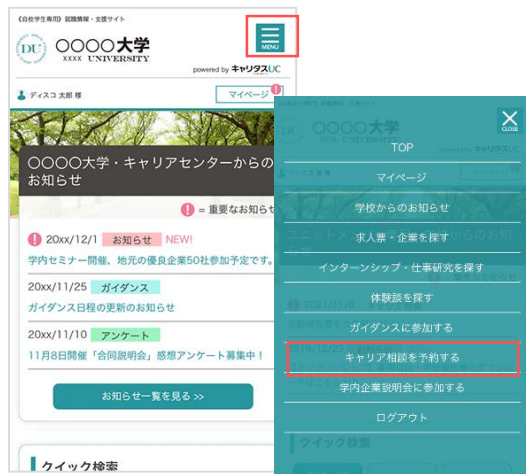 《自校学生専用》就職情報・支援サイト
DU
〇〇〇〇大学
XXXX UNIVERSITY
MENU
powered by キャリタスUC
ディスコ 太郎 様
マイページ
!
〇〇〇〇大学・キャリアセンターからの
お知らせ
! = 重要なお知らせ
! 20xx/12/1 お知らせ NEW!
学内セミナー開催、地元の優良企業50社参加予定です。
20xx/11/25 ガイダンス
ガイダンス日程の更新のお知らせ
20xx/11/10 アンケート
11月8日開催「合同説明会」感想アンケート募集中！
お知らせ一覧を見る >>
クイック検索
CLOSE
TOP
マイページ
学校からのお知らせ
求人票・企業を探す
インターンシップ・仕事研究を探す
体験談を探す
ガイダンスに参加する
キャリア相談を予約する
学内企業説明会に参加する
ログアウト
クイック検索